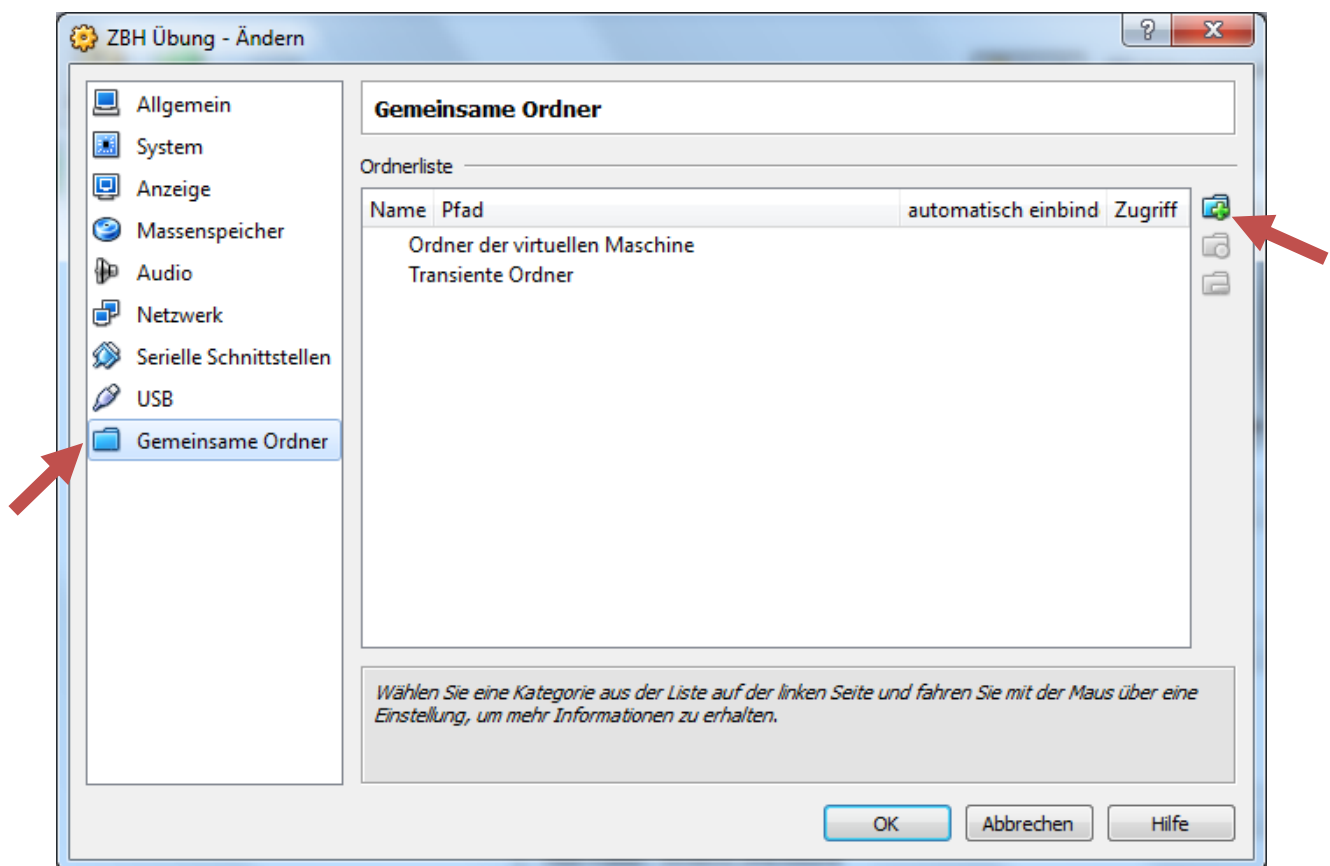 ZBH Übung - Ändern
Allgemein
System
Anzeige
Massenspeicher
Audio
Netzwerk
Serielle Schnittstellen
USB
Gemeinsame Ordner
Gemeinsame Ordner
Ordnerliste
Name Pfad automatisch einbind Zugriff
Ordner der virtuellen Maschine
Transiente Ordner
Wählen Sie eine Kategorie aus der Liste auf der linken Seite und fahren Sie mit der Maus über eine
Einstellung, um mehr Informationen zu erhalten.
OK Abbrechen Hilfe